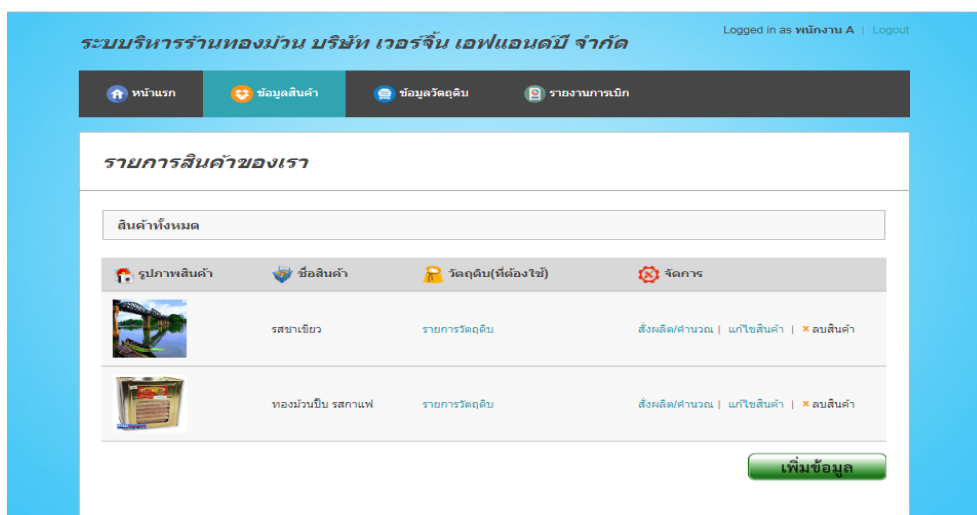 ระบบริหารร้านทองม้วน บริษัท เวอร์จิ้น เอฟแอนด์บี จำกัด
Logged in as พนักงาน A | Logout
หน้าแรก ข้อมูลสินค้า ข้อมูลวัตถุดิบ รายงานการเบิก
รายการสินค้าของเรา
สินค้าทั้งหมด
รูปภาพสินค้า ชื่อสินค้า วัตถุดิบ(ที่ต้องใช้) จัดการ
รสชาเขียว รายการวัตถุดิบ สั่งผลิต/คำนวณ | แก้ไขสินค้า | ลบสินค้า
ทองม้วนปี๊บ รสกาแฟ รายการวัตถุดิบ สั่งผลิต/คำนวณ | แก้ไขสินค้า | ลบสินค้า
เพิ่มข้อมูล